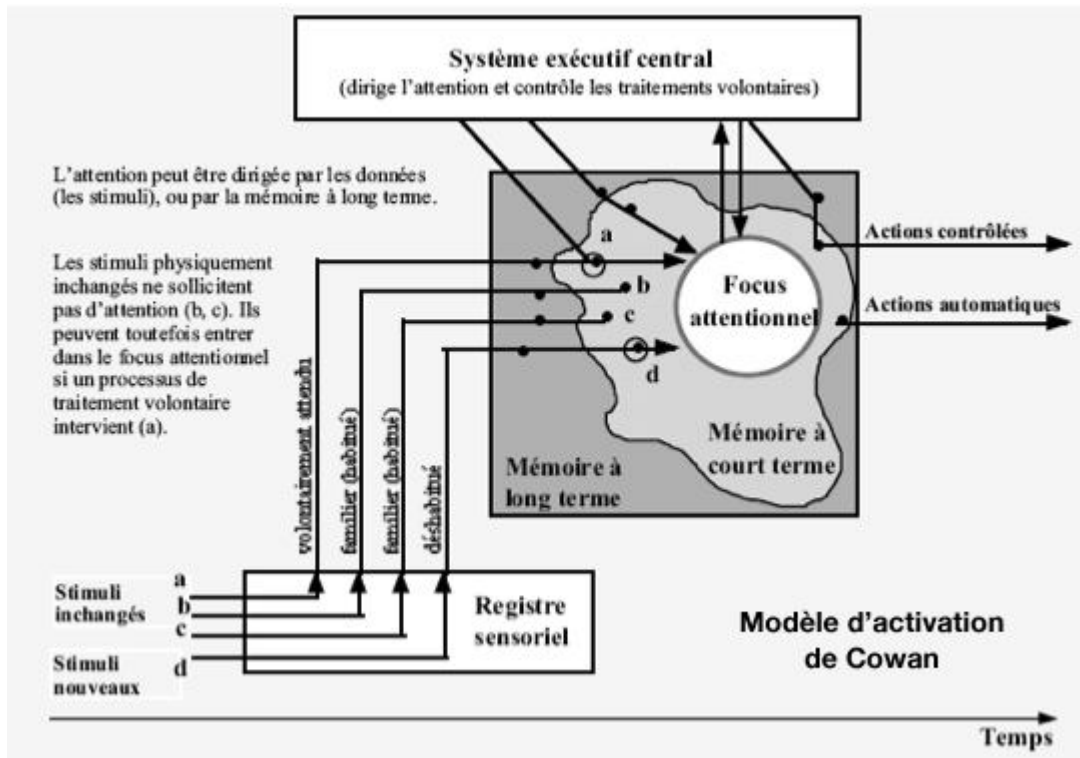 Système exécutif central
(dirige l'attention et contrôle les traitements volontaires)
L'attention peut être dirigée par les données
(les stimuli), ou par la mémoire à long terme.
Les stimuli physiquement
inchangés ne sollicitent
pas d'attention (b, c). Ils
peuvent toutefois entrer
dans le focus attentionnel
si un processus de
traitement volontaire
intervient (a).
a
b
c
d
Focus
attentionnel
Mémoire à
court terme
Mémoire à
long terme
Actions contrôlées
Actions automatiques
volontairement attendu
familier (habitué)
familier (habitué)
déshabitué
Stimuli
inchangés
a
b
c
Stimuli
nouveaux
d
Registre
sensoriel
Modèle d'activation
de Cowan
Temps